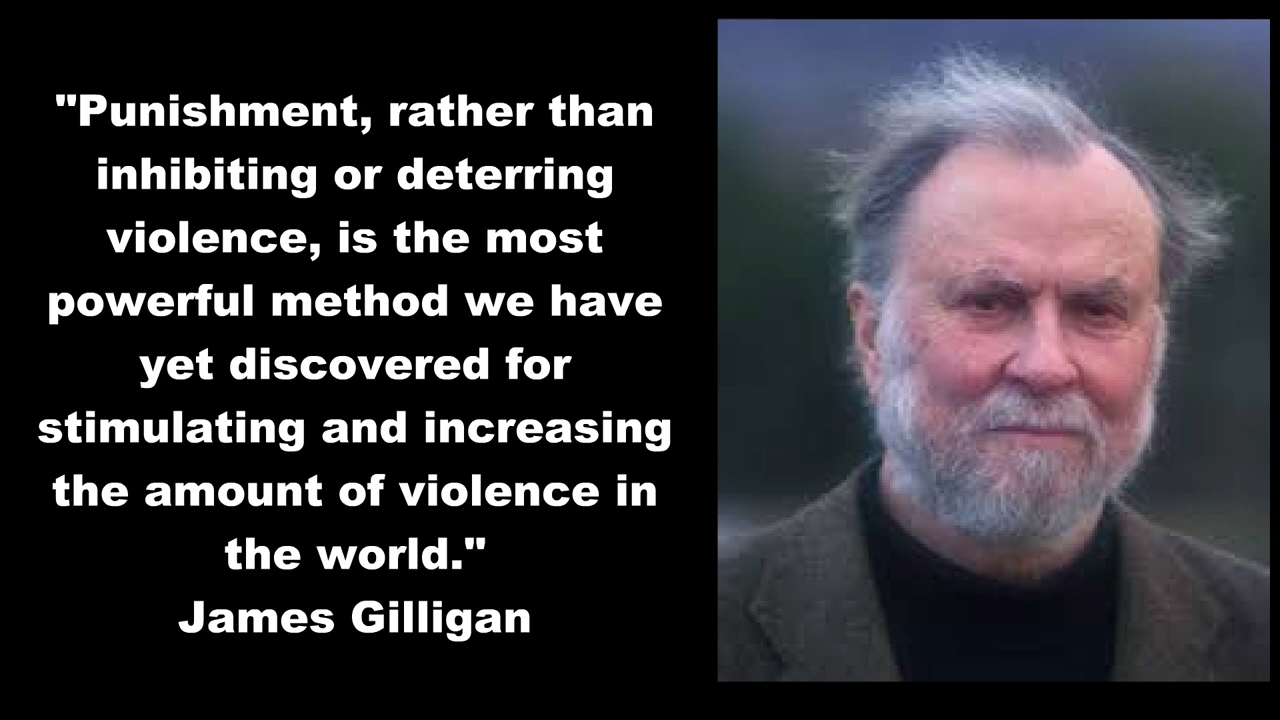 "Punishment, rather than
inhibiting or deterring
violence, is the most
powerful method we have
yet discovered for
stimulating and increasing
the amount of violence in
the world."
James Gilligan